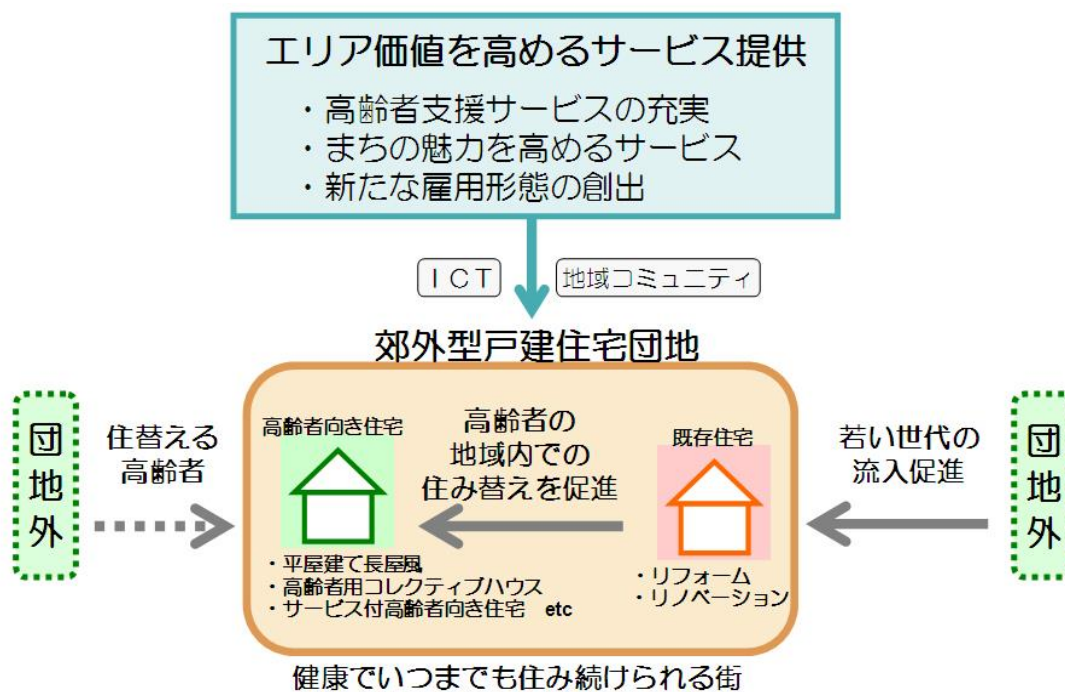 エリア価値を高めるサービス提供
・高齢者支援サービスの充実
・まちの魅力を高めるサービス
・新たな雇用形態の創出
ICT
地域コミュニティ
郊外型戸建住宅団地
団地外
住替える
高齢者
高齢者向き住宅
・平屋建て長屋風
・高齢者用コレクティブハウス
・サービス付高齢者向き住宅 etc
高齢者の
地域内での
住み替えを促進
既存住宅
・リフォーム
・リノベーション
若い世代の
流入促進
団地外
健康でいつまでも住み続けられる街